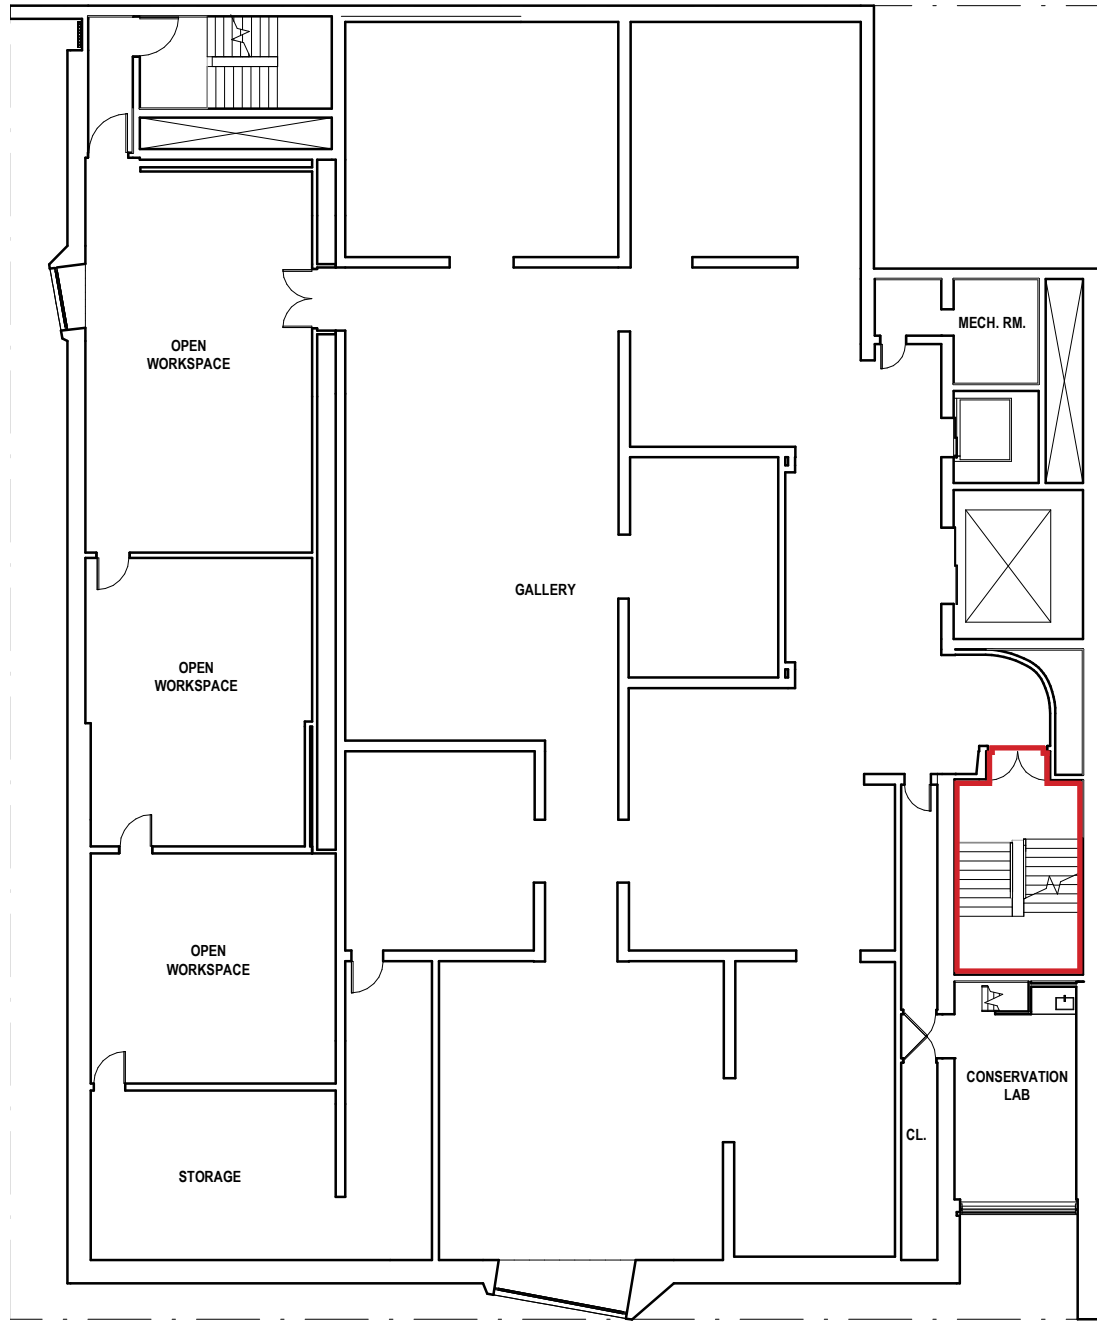 MECH. RM.
OPEN
WORKSPACE
GALLERY
OPEN
WORKSPACE
OPEN
WORKSPACE
CONSERVATION
LAB
CL.
STORAGE